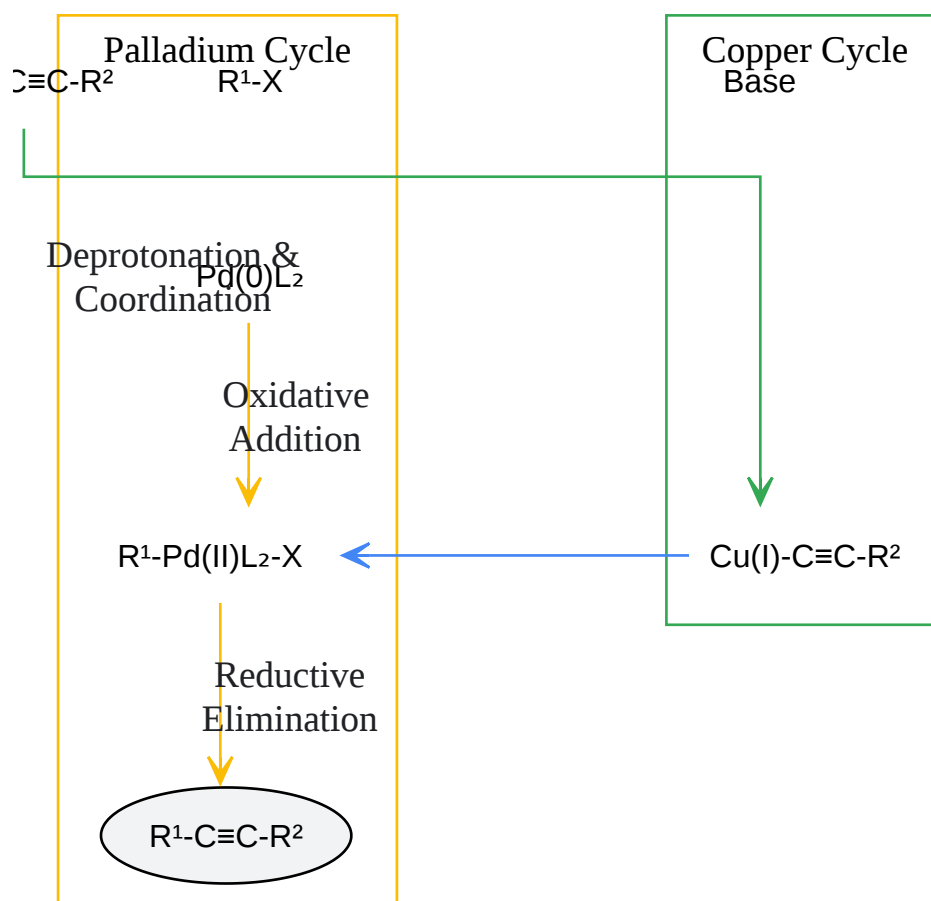 Palladium Cycle
Copper Cycle
C≡C-R²
R¹-X
Base
Deprotonation &
Coordination
Pd(0)L₂
Oxidative
Addition
R¹-Pd(II)L₂-X
Cu(I)-C≡C-R²
Reductive
Elimination
R¹-C≡C-R²